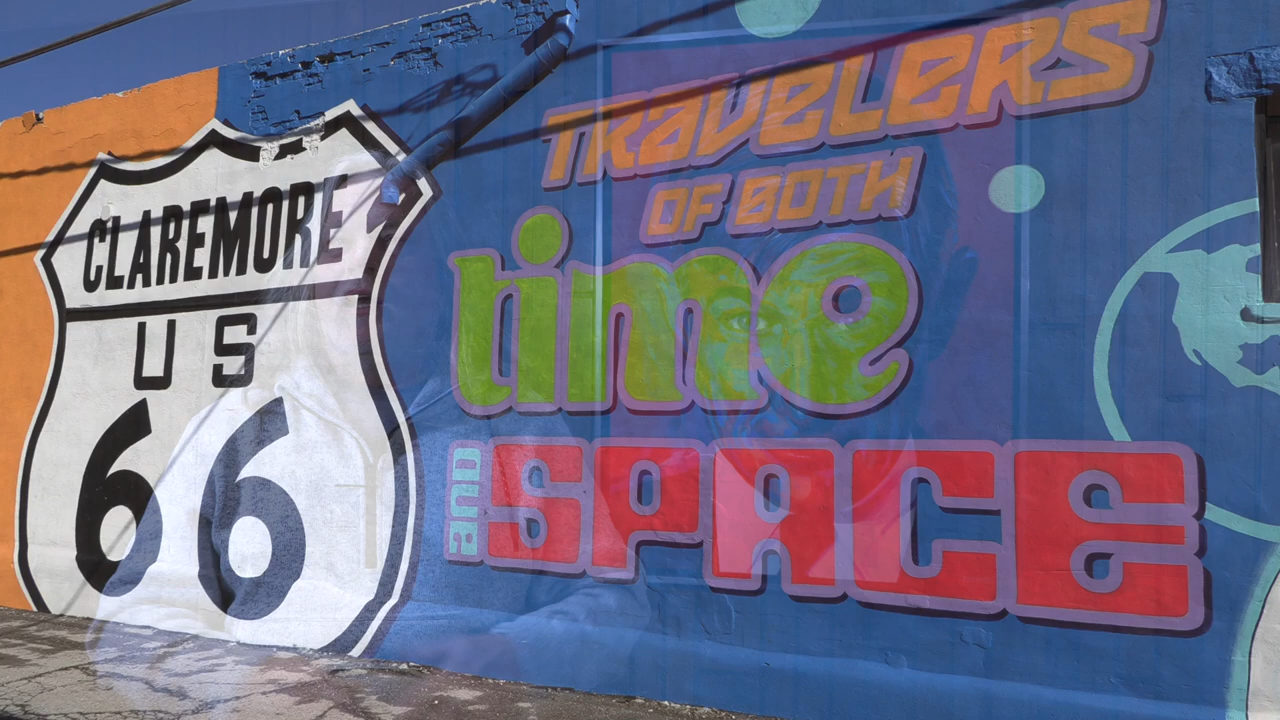 CLAREMORE
US
66
TRaVeLeRS
OF BOTH
time
and SPACE